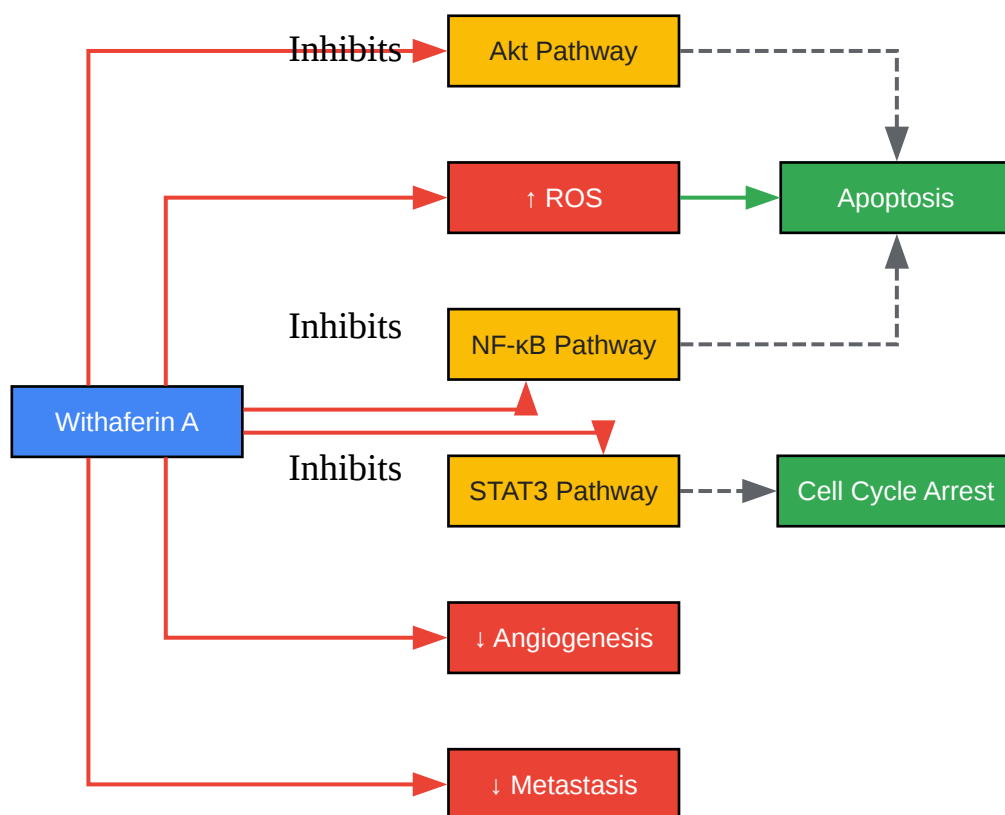 Inhibits
Akt Pathway
↑ ROS
Apoptosis
Inhibits
NF-κB Pathway
Withaferin A
Inhibits
STAT3 Pathway
Cell Cycle Arrest
↓ Angiogenesis
↓ Metastasis